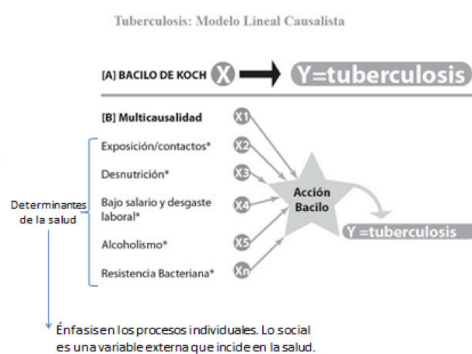 Tuberculosis: Modelo Lineal Causalista
[A] BACILO DE KOCH X Y=tuberculosis
[B] Multicausalidad X1
Exposición/contactos* X2
Desnutrición* X3
Bajo salario y desgaste
laboral* X4
Alcoholismo* X5
Resistencia Bacteriana* Xn
Acción
Bacilo
Y =tuberculosis
Determinantes
de la salud
Énfasis en los procesos individuales. Lo social
es una variable externa que incide en la salud.